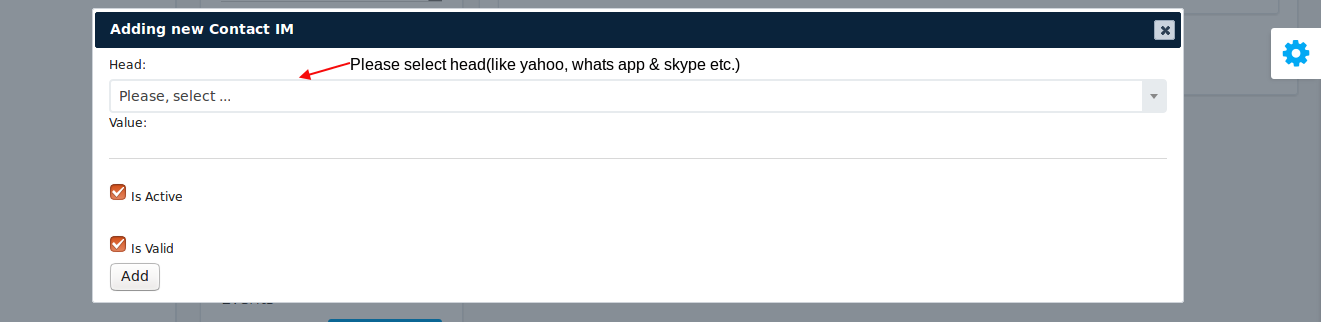 Adding new Contact IM
Head:
Please select head(like yahoo, whats app & skype etc.)
Please, select ...
Value:
Is Active
Is Valid
Add